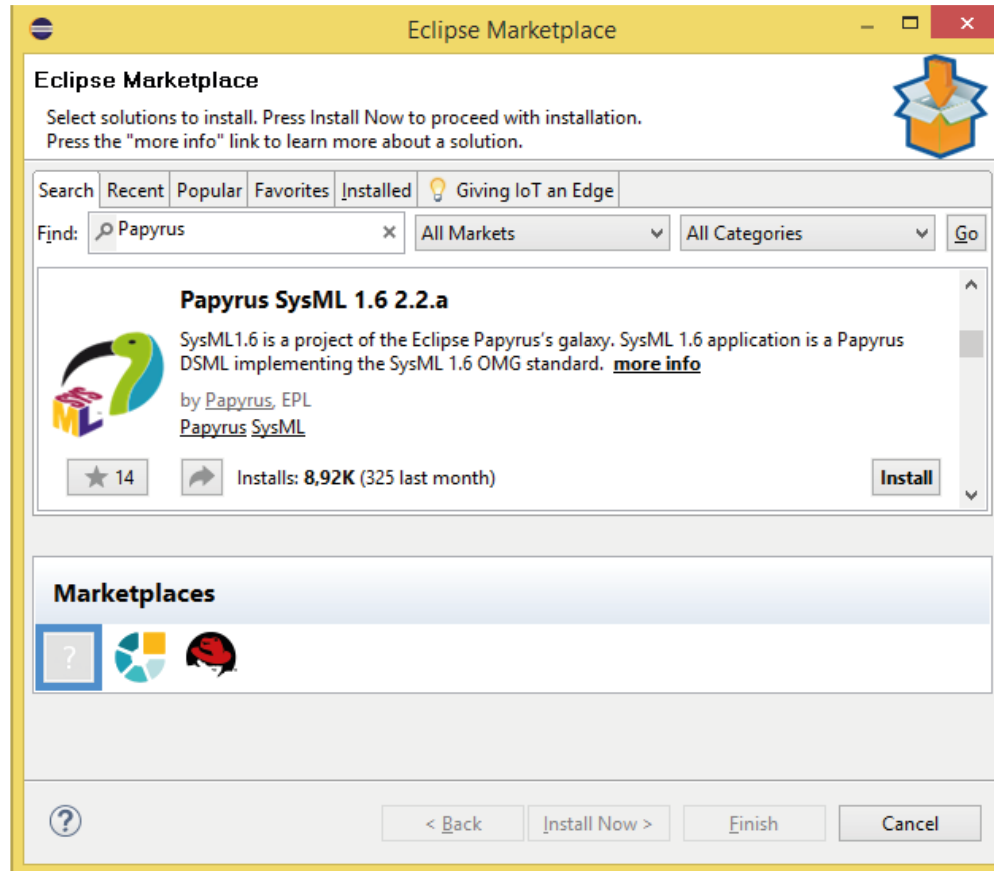 Eclipse Marketplace
Eclipse Marketplace
Select solutions to install. Press Install Now to proceed with installation.
Press the "more info" link to learn more about a solution.
Search Recent Popular Favorites Installed Giving IoT an Edge
Find: Papyrus All Markets All Categories Go
Papyrus SysML 1.6 2.2.a
SysML1.6 is a project of the Eclipse Papyrus's galaxy. SysML 1.6 application is a Papyrus
DSML implementing the SysML 1.6 OMG standard. more info
by Papyrus, EPL
Papyrus SysML
SYS
ML
14 Installs: 8,92K (325 last month) Install
Marketplaces
?
? < Back Install Now > Finish Cancel